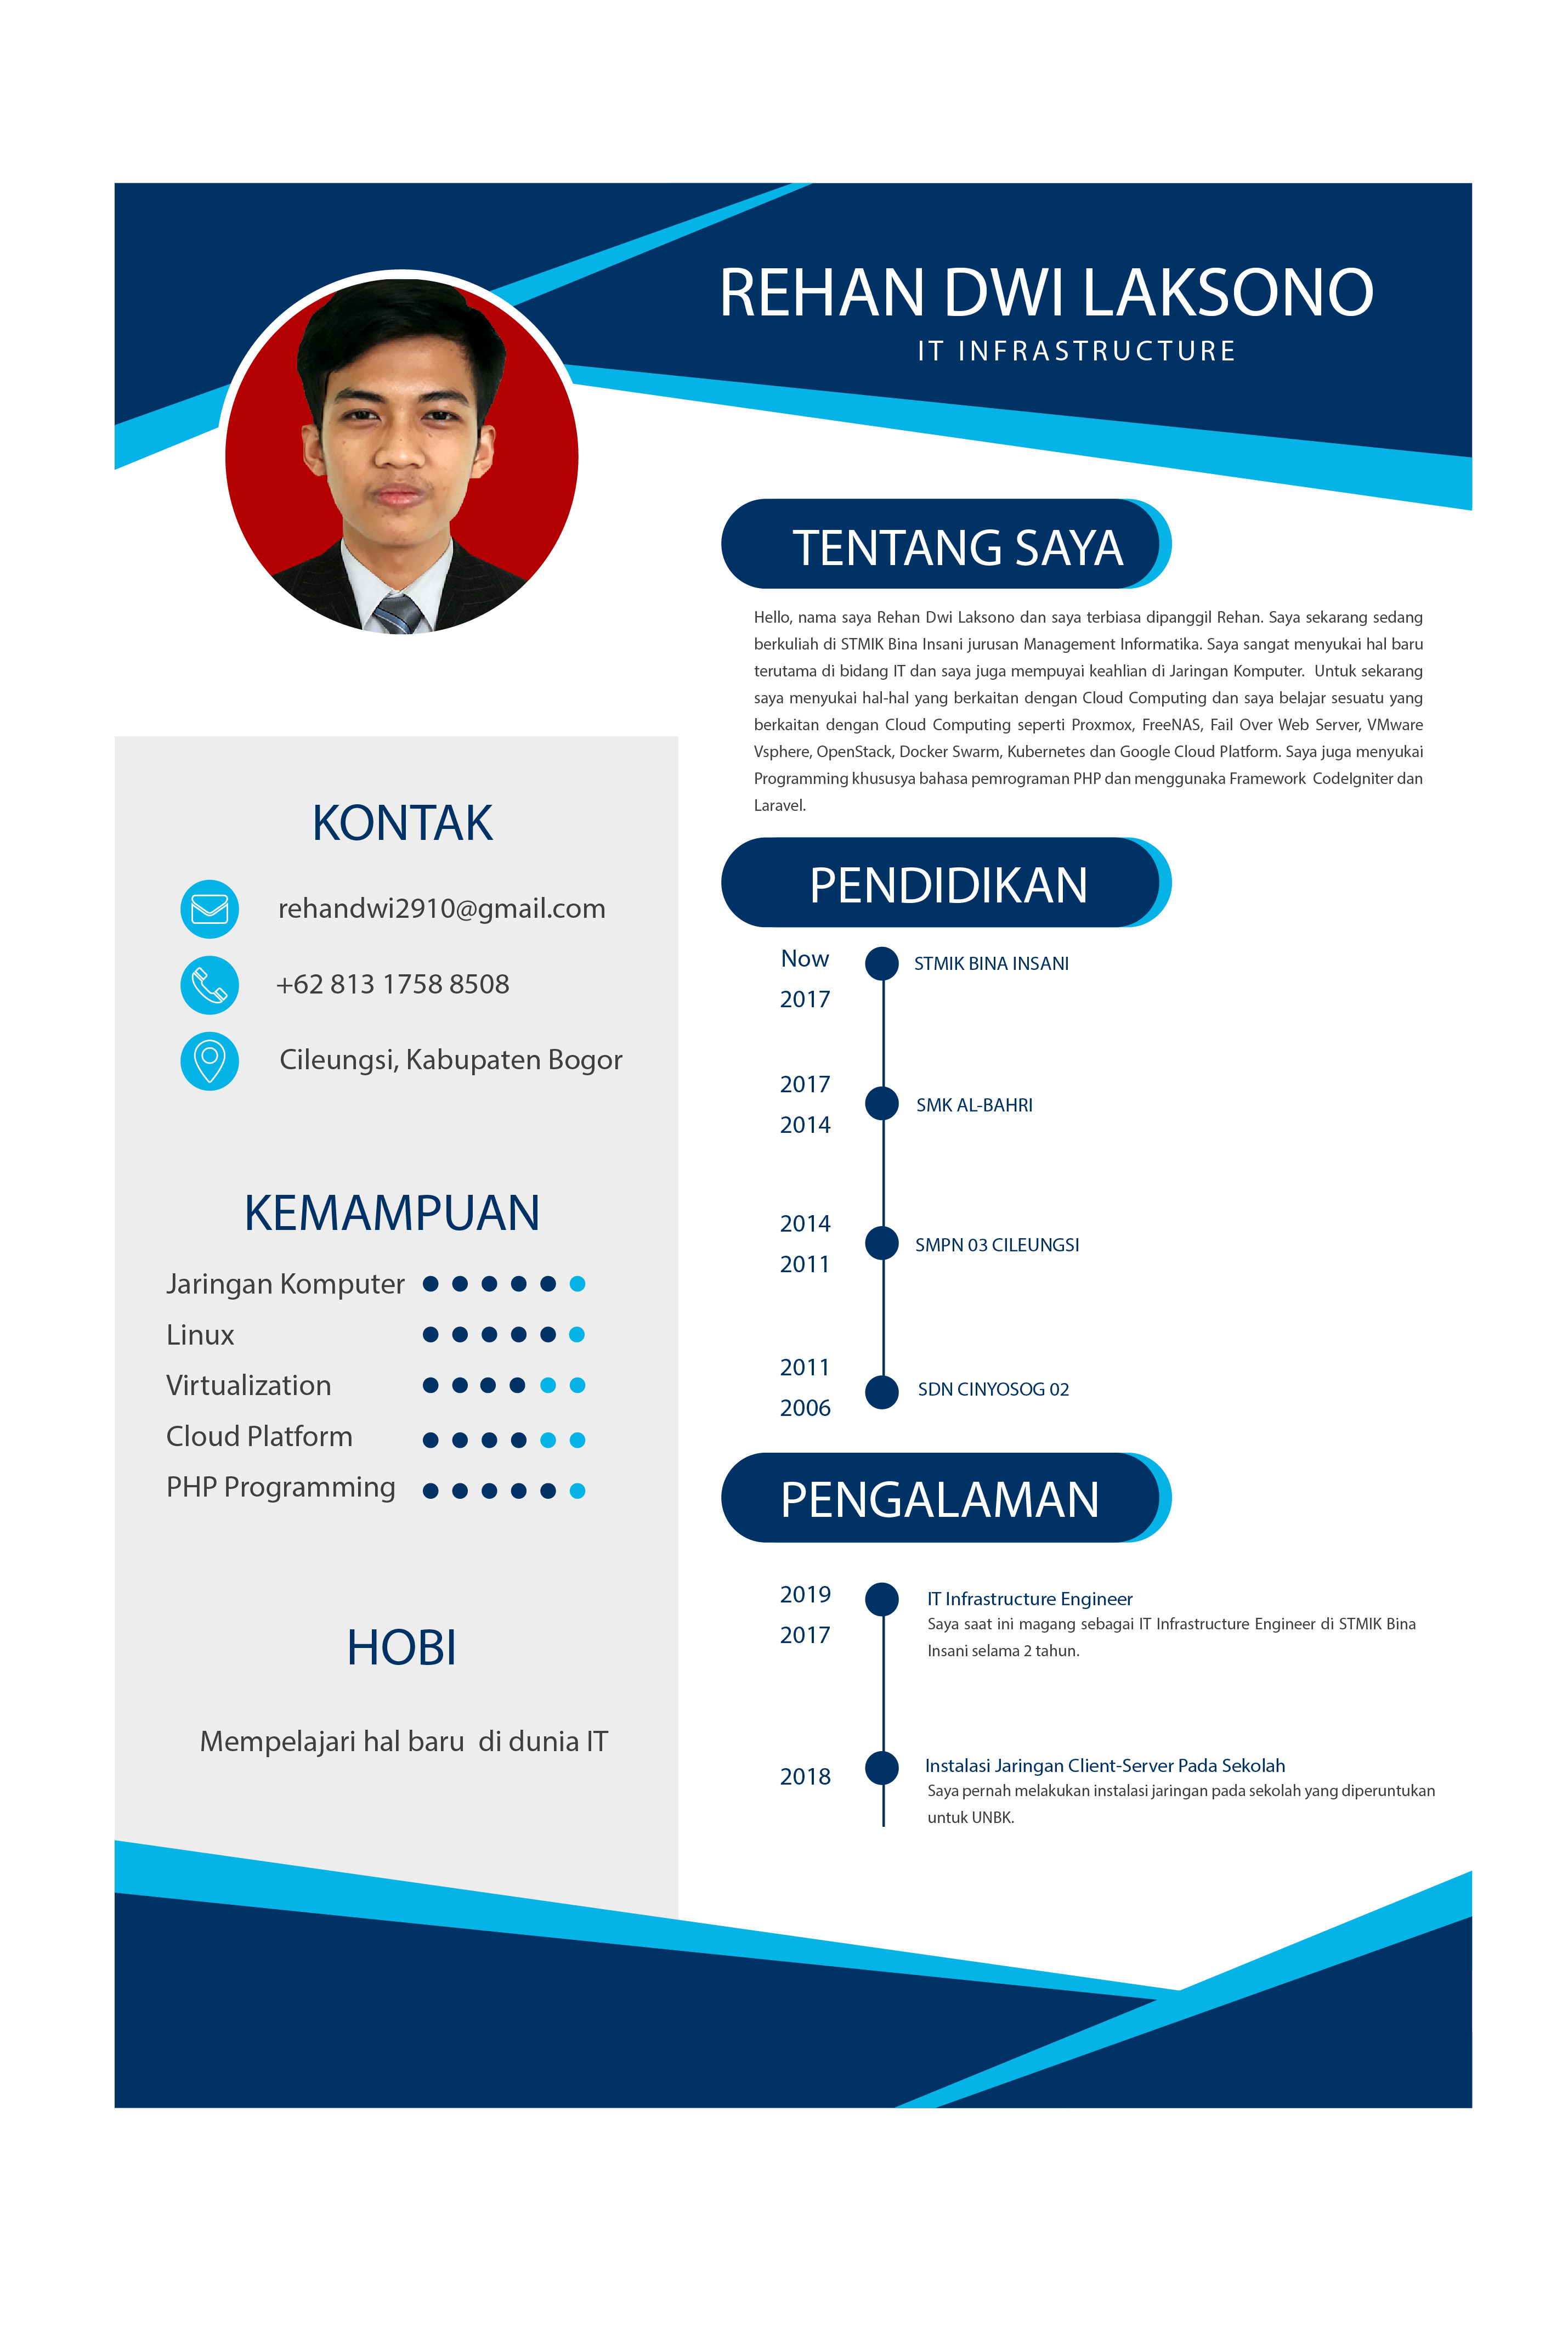 REHAN DWI LAKSONO
IT INFRASTRUCTURE
TENTANG SAYA
Hello, nama saya Rehan Dwi Laksono dan saya terbiasa dipanggil Rehan. Saya sekarang sedang
berkuliah di STMIK Bina Insani jurusan Management Informatika. Saya sangat menyukai hal baru
terutama di bidang IT dan saya juga mempuyai keahlian di Jaringan Komputer.  Untuk sekarang
saya menyukai hal-hal yang berkaitan dengan Cloud Computing dan saya belajar sesuatu yang
berkaitan dengan Cloud Computing seperti Proxmox, FreeNAS, Fail Over Web Server, VMware
Vsphere, OpenStack, Docker Swarm, Kubernetes dan Google Cloud Platform. Saya juga menyukai
Programming khususya bahasa pemrograman PHP dan menggunaka Framework  CodeIgniter dan
Laravel.
KONTAK
rehandwi2910@gmail.com
+62 813 1758 8508
Cileungsi, Kabupaten Bogor
KEMAMPUAN
Jaringan Komputer
Linux
Virtualization
Cloud Platform
PHP Programming
HOBI
Mempelajari hal baru  di dunia IT
PENDIDIKAN
Now
STMIK BINA INSANI
2017
2017
SMK AL-BAHRI
2014
2014
SMPN 03 CILEUNGSI
2011
2011
SDN CINYOSOG 02
2006
PENGALAMAN
2019
2017
IT Infrastructure Engineer
Saya saat ini magang sebagai IT Infrastructure Engineer di STMIK Bina
Insani selama 2 tahun.
2018
Instalasi Jaringan Client-Server Pada Sekolah
Saya pernah melakukan instalasi jaringan pada sekolah yang diperuntukan
untuk UNBK.